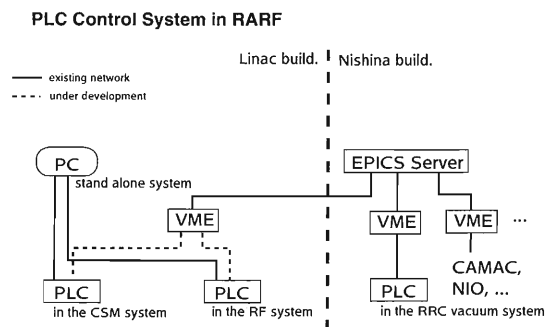 PLC Control System in RARF
Linac build.
Nishina build.
existing network
under development
PC
stand alone system
EPICS Server
VME
VME
VME
...
CAMAC,
NIO, ...
PLC
in the CSM system
PLC
in the RF system
PLC
in the RRC vacuum system